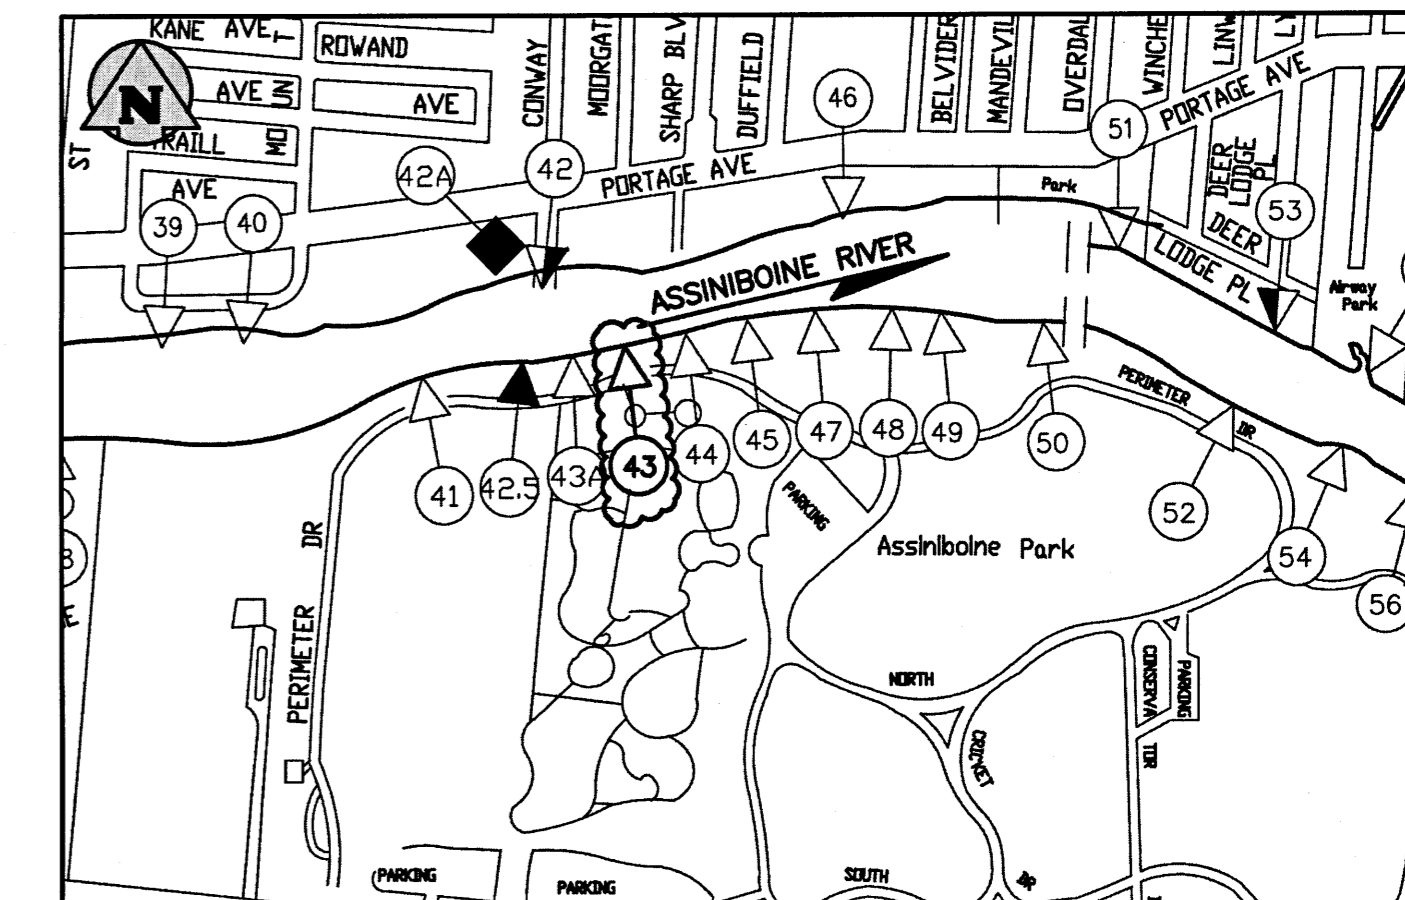 KANE AVE
ROWAND
AVE
AVE
N
TRAILL
AVE
ST
CONWAY
MOORGAT
SHARP BLV
DUFFIELD
BELVIDER
MANDEVIL
OVERDAL
WINCHE
LINW
LY
PORTAGE AVE
PORTAGE AVE
46
51
42A
42
39
40
53
Park
DEER
LODGE
PL
DEER
LODGE PL
Airway
Park
ASSINIBOINE RIVER
PERIMETER
DR
41
42.5
43A
43
44
45
47
48
49
50
52
54
56
PARKING
Assiniboine Park
PERIMETER DR
NORTH
CRICKET
CONSERVA
TOR
PARKING
PARKING
PARKING
SOUTH
DR